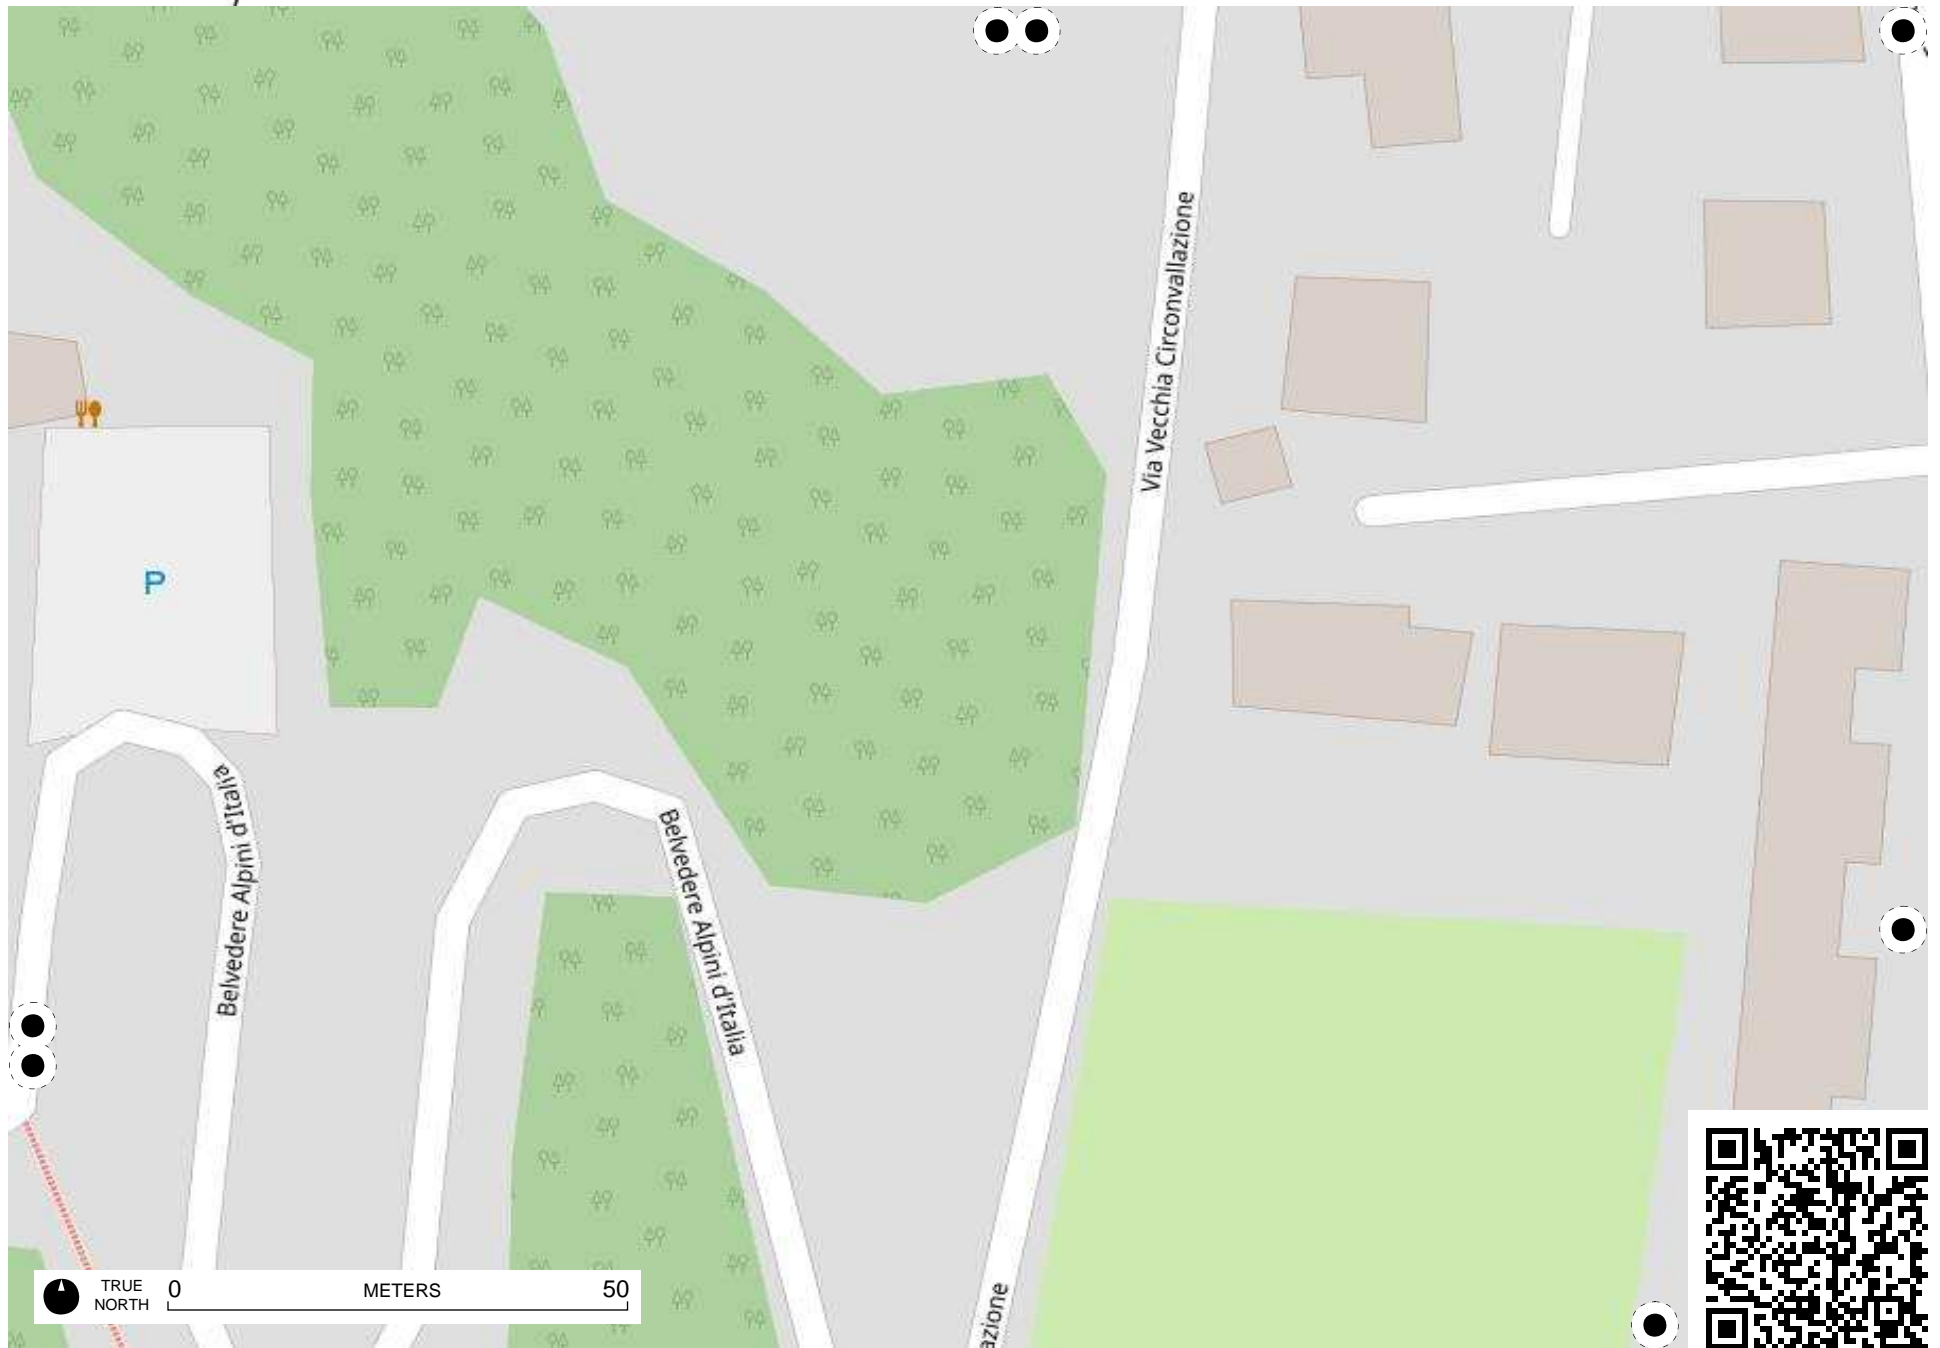 Via Vecchia Circonvallazione
P
Belvedere Alpini d'Italia
Belvedere Alpini d'Italia
TRUE NORTH
0 METERS 50
azione